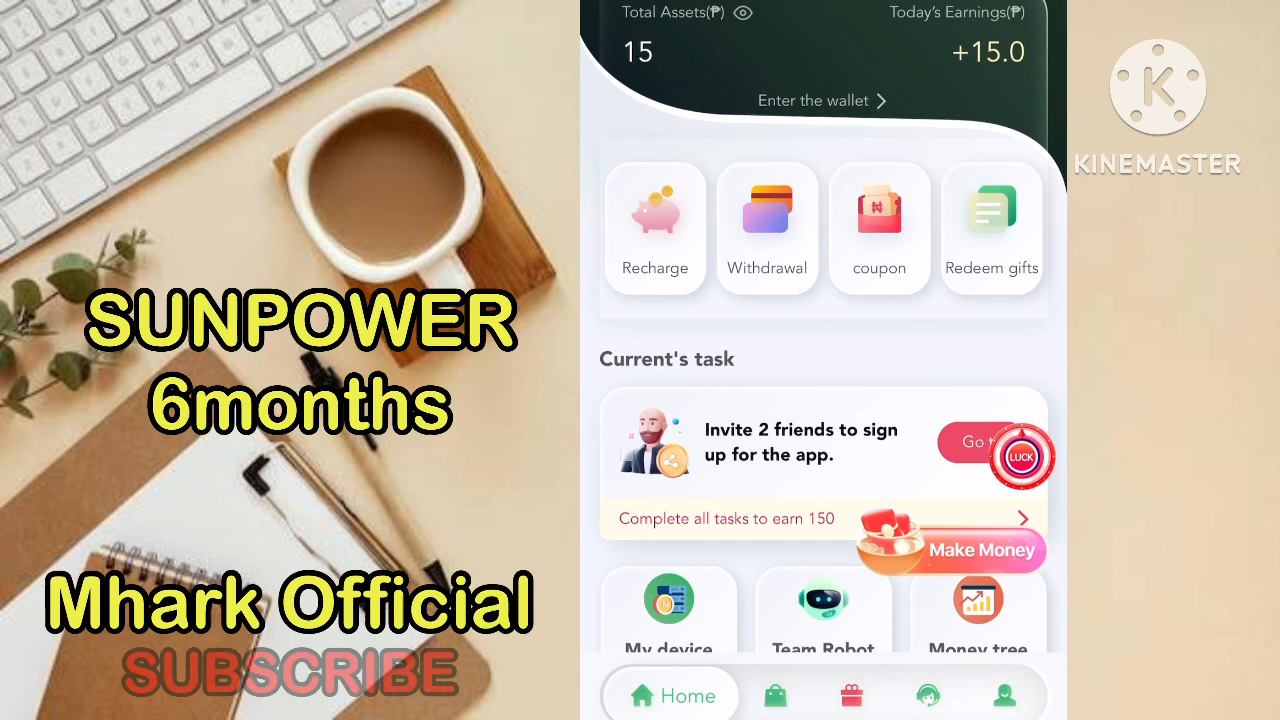 SUNPOWER
6months
Mhark Official
SUBSCRIBE
Total Assets(₱)
Today's Earnings(₱)
15
+15.0
Enter the wallet
Recharge
Withdrawal
coupon
Redeem gifts
Current's task
Invite 2 friends to sign
up for the app.
Go t
LUCK
Complete all tasks to earn 150
Make Money
My device
Team Robot
Money tree
Home
K
KINEMASTER